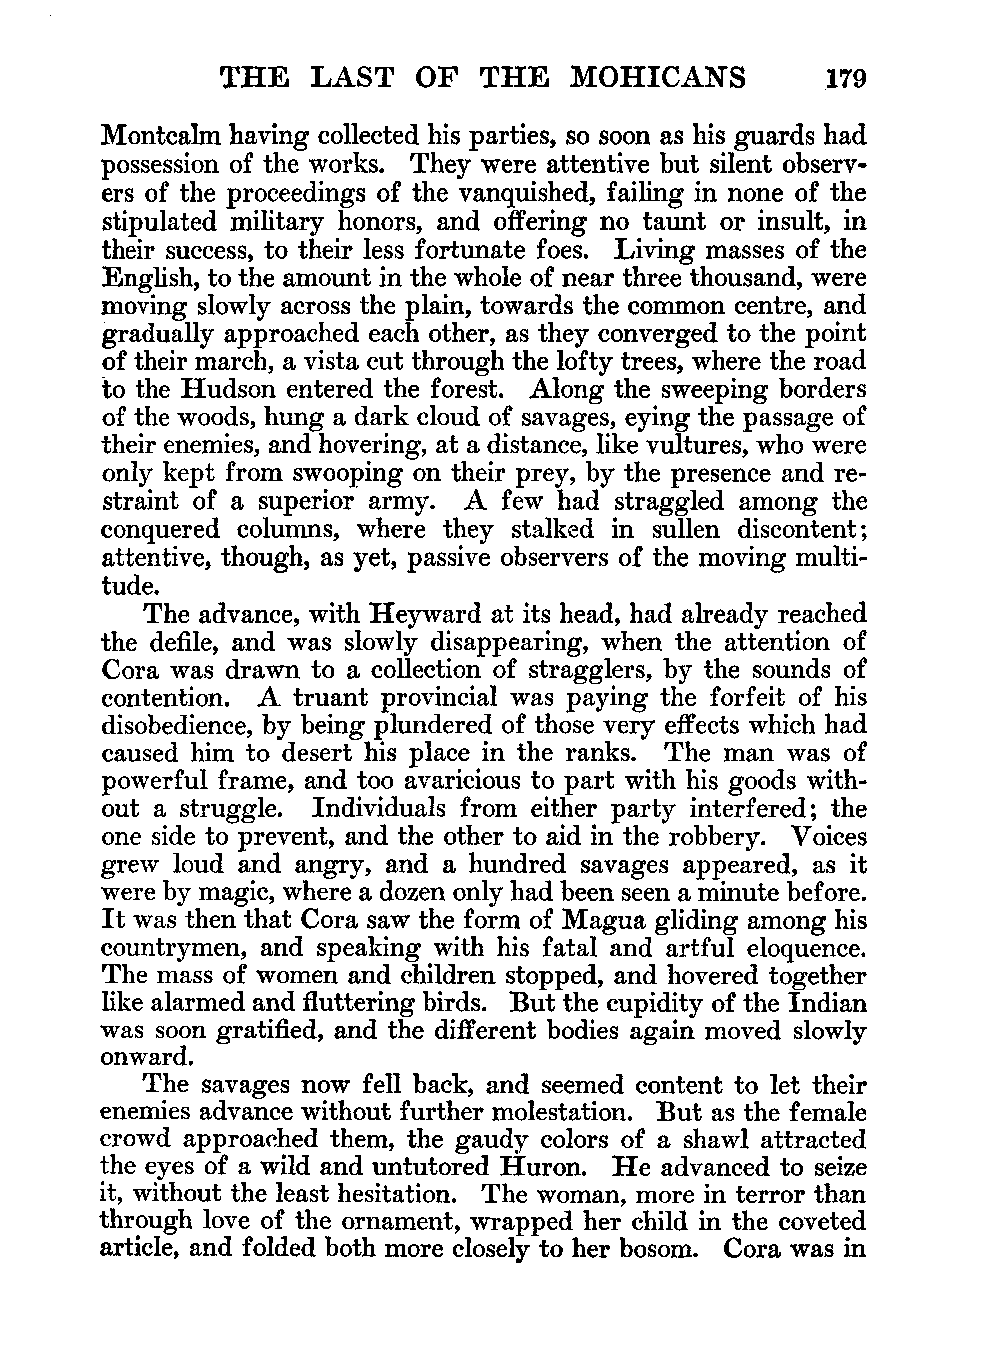 THE LAST OF THE MOHICANS 179
Montcalm having collected his parties, so soon as his guards had
possession of the works. They were attentive but silent observ-
ers of the proceedings of the vanquished, failing in none of the
stipulated military honors, and offering no taunt or insult, in
their success, to their less fortunate foes. Living masses of the
English, to the amount in the whole of near three thousand, were
moving slowly across the plain, towards the common centre, and
gradually approached each other, as they converged to the point
of their march, a vista cut through the lofty trees, where the road
to the Hudson entered the forest. Along the sweeping borders
of the woods, hung a dark cloud of savages, eying the passage of
their enemies, and hovering, at a distance, like vultures, who were
only kept from swooping on their prey, by the presence and re-
straint of a superior army. A few had straggled among the
conquered columns, where they stalked in sullen discontent;
attentive, though, as yet, passive observers of the moving multi-
tude.
The advance, with Heyward at its head, had already reached
the defile, and was slowly disappearing, when the attention of
Cora was drawn to a collection of stragglers, by the sounds of
contention. A truant provincial was paying the forfeit of his
disobedience, by being plundered of those very effects which had
caused him to desert his place in the ranks. The man was of
powerful frame, and too avaricious to part with his goods with-
out a struggle. Individuals from either party interfered; the
one side to prevent, and the other to aid in the robbery. Voices
grew loud and angry, and a hundred savages appeared, as it
were by magic, where a dozen only had been seen a minute before.
It was then that Cora saw the form of Magua gliding among his
countrymen, and speaking with his fatal and artful eloquence.
The mass of women and children stopped, and hovered together
like alarmed and fluttering birds. But the cupidity of the Indian
was soon gratified, and the different bodies again moved slowly
onward.
The savages now fell back, and seemed content to let their
enemies advance without further molestation. But as the female
crowd approached them, the gaudy colors of a shawl attracted
the eyes of a wild and untutored Huron. He advanced to seize
it, without the least hesitation. The woman, more in terror than
through love of the ornament, wrapped her child in the coveted
article, and folded both more closely to her bosom. Cora was in